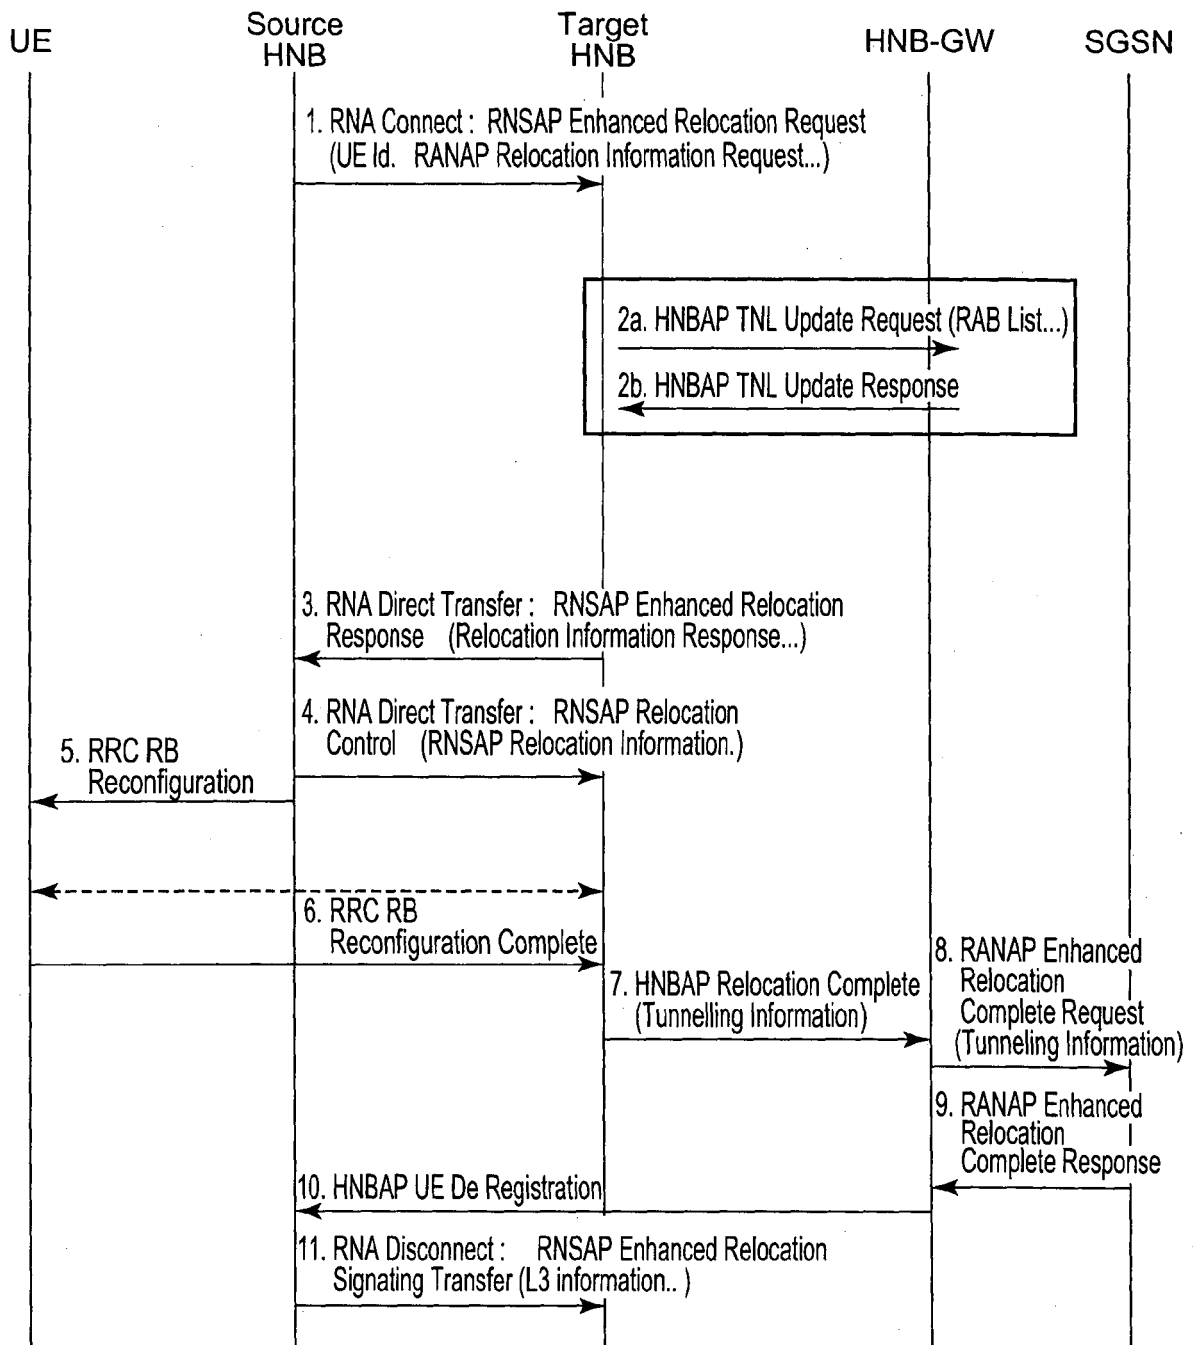 UE
Source
HNB
Target
HNB
HNB-GW
SGSN
1. RNA Connect : RNSAP Enhanced Relocation Request
(UE Id. RANAP Relocation Information Request...)
2a. HNBAP TNL Update Request (RAB List...)
2b. HNBAP TNL Update Response
3. RNA Direct Transfer : RNSAP Enhanced Relocation
Response (Relocation Information Response...)
4. RNA Direct Transfer : RNSAP Relocation
Control (RNSAP Relocation Information.)
5. RRC RB
Reconfiguration
6. RRC RB
Reconfiguration Complete
7. HNBAP Relocation Complete
(Tunnelling Information)
8. RANAP Enhanced
Relocation
Complete Request
(Tunneling Information)
9. RANAP Enhanced
Relocation
Complete Response
10. HNBAP UE De Registration
11. RNA Disconnect : RNSAP Enhanced Relocation
Signating Transfer (L3 information.. )